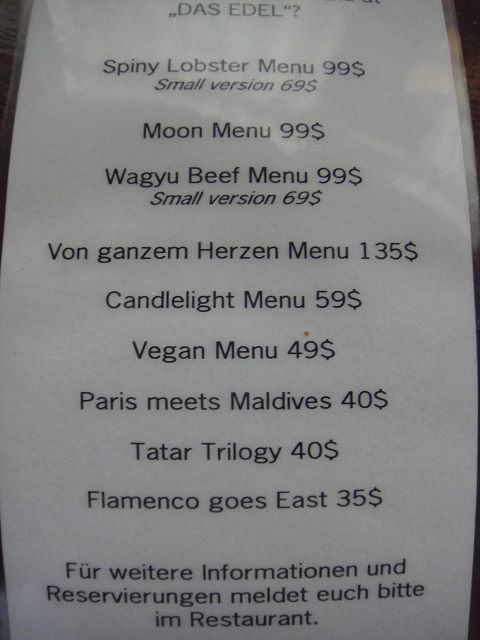 „DAS EDEL“?
Spiny Lobster Menu 99$
Small version 69$
Moon Menu 99$
Wagyu Beef Menu 99$
Small version 69$
Von ganzem Herzen Menu 135$
Candlelight Menu 59$
Vegan Menu 49$
Paris meets Maldives 40$
Tatar Trilogy 40$
Flamenco goes East 35$
Für weitere Informationen und
Reservierungen meldet euch bitte
im Restaurant.